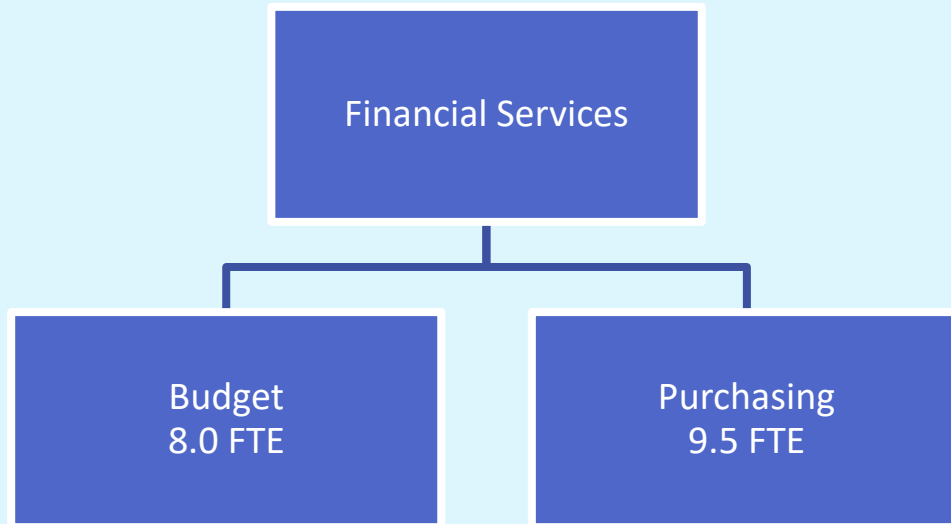 Financial Services
Budget
8.0 FTE
Purchasing
9.5 FTE